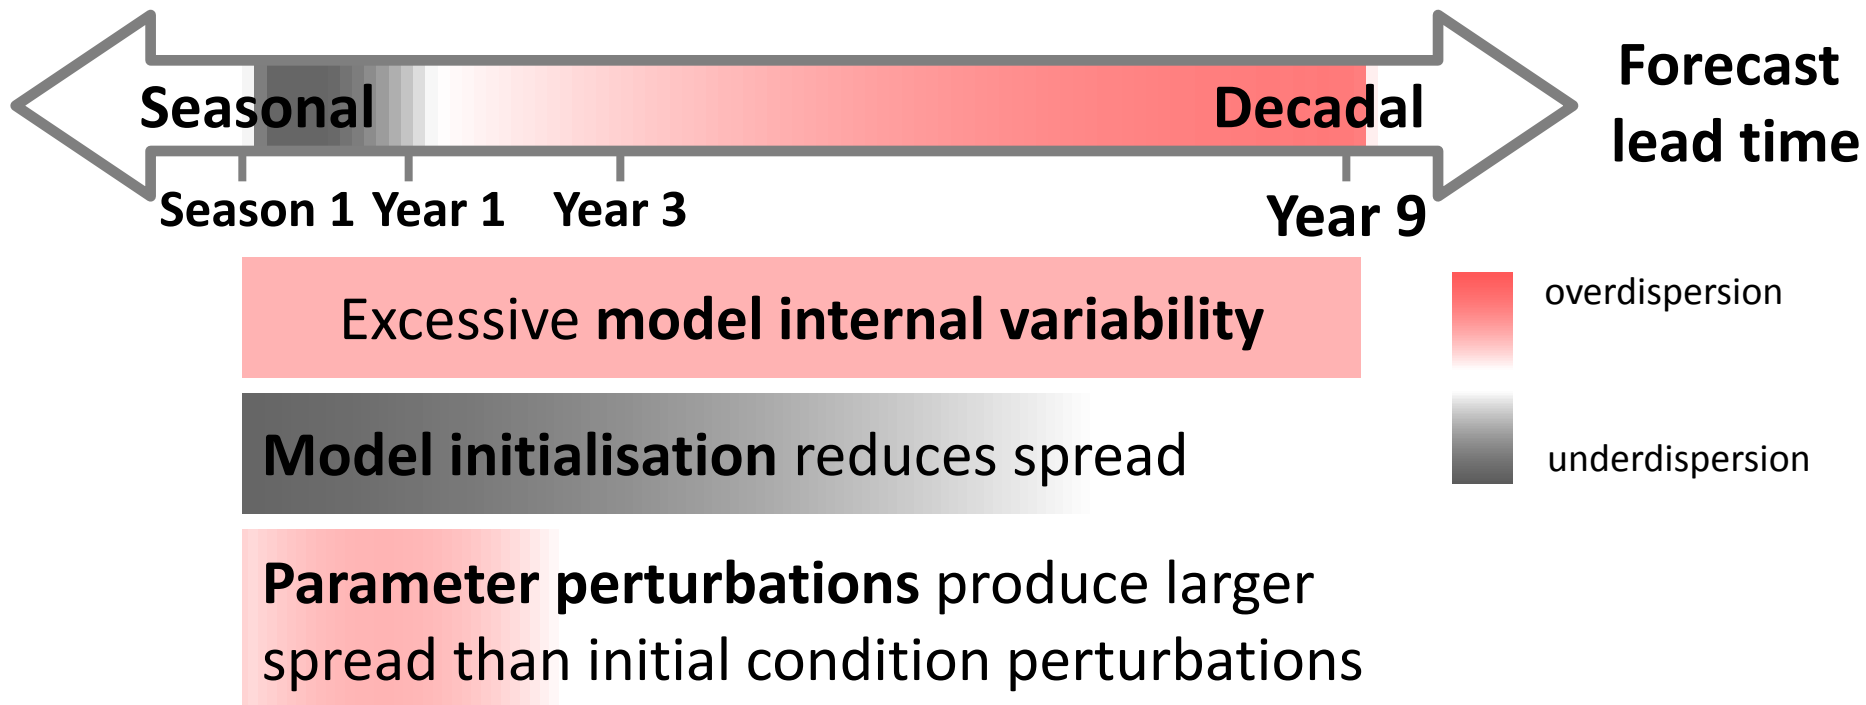 Seasonal
Decadal
Forecast
lead time
Season 1
Year 1
Year 3
Year 9
Excessive model internal variability
overdispersion
Model initialisation reduces spread
underdispersion
Parameter perturbations produce larger
spread than initial condition perturbations